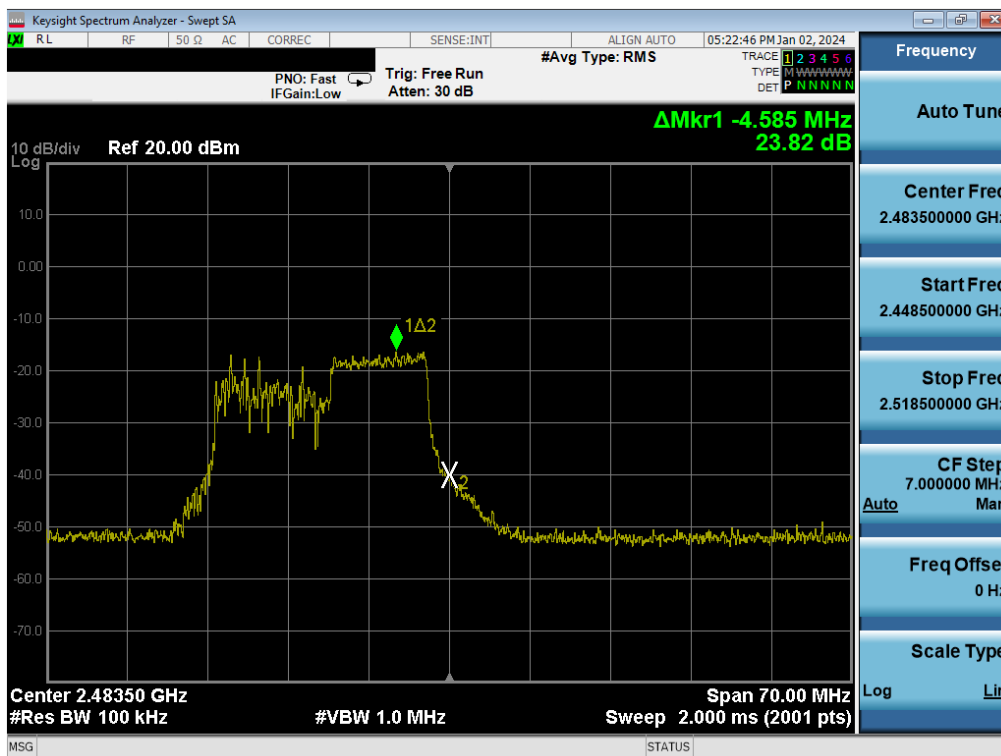 Keysight Spectrum Analyzer - Swept SA
LXI RL RF 50 Ω AC CORREC SENSE:INT ALIGN AUTO 05:22:46 PM Jan 02, 2024
PNO: Fast
IFGain:Low
Trig: Free Run
Atten: 30 dB
#Avg Type: RMS
TRACE 1 2 3 4 5 6
TYPE M WWWWW
DET P N N N N N
ΔMkr1 -4.585 MHz
23.82 dB
10 dB/div Ref 20.00 dBm
Log
10.0
0.00
-10.0
-20.0
-30.0
-40.0
-50.0
-60.0
-70.0
1Δ2
2
Center 2.48350 GHz Span 70.00 MHz
#Res BW 100 kHz #VBW 1.0 MHz Sweep 2.000 ms (2001 pts)
MSG STATUS
Frequency
Auto Tune
Center Freq
2.483500000 GHz
Start Freq
2.448500000 GHz
Stop Freq
2.518500000 GHz
CF Step
7.000000 MHz
Auto Man
Freq Offset
0 Hz
Scale Type
Log Lin